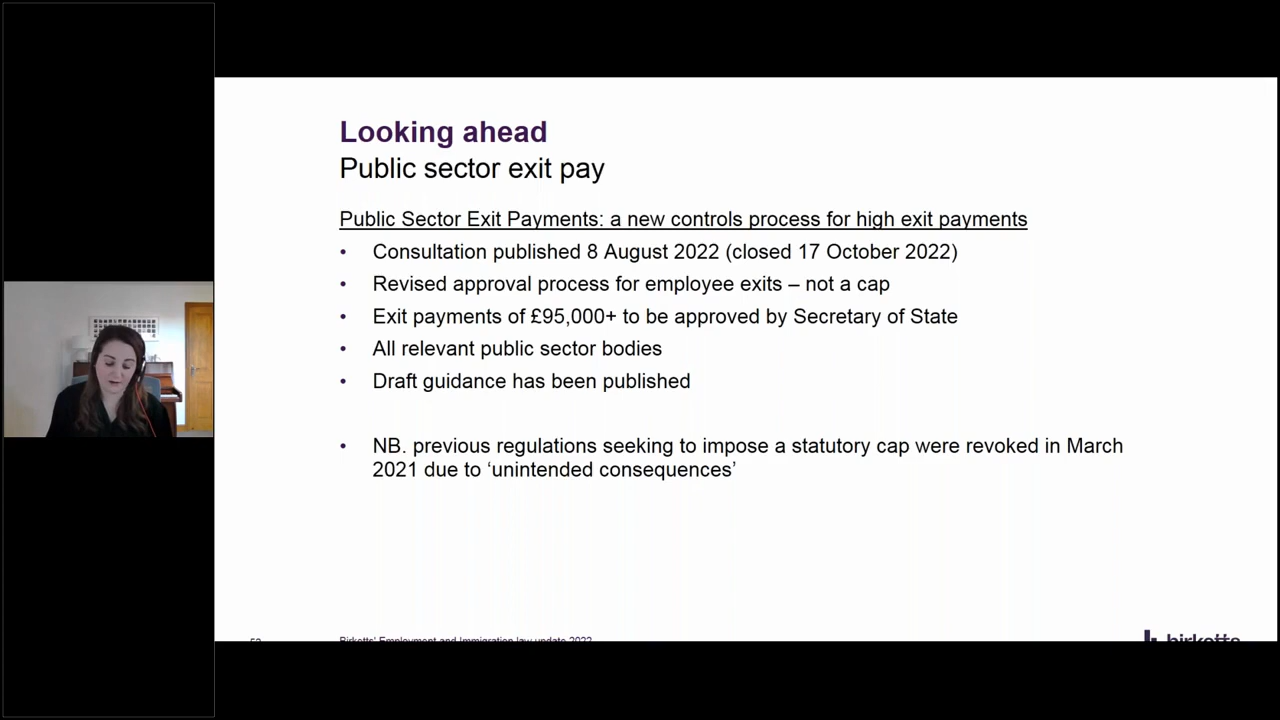 Looking ahead
Public sector exit pay
Public Sector Exit Payments: a new controls process for high exit payments
• Consultation published 8 August 2022 (closed 17 October 2022)
• Revised approval process for employee exits – not a cap
• Exit payments of £95,000+ to be approved by Secretary of State
• All relevant public sector bodies
• Draft guidance has been published
• NB. previous regulations seeking to impose a statutory cap were revoked in March
2021 due to ‘unintended consequences’
Birketts' Employment and Immigration law update 2022
birketts